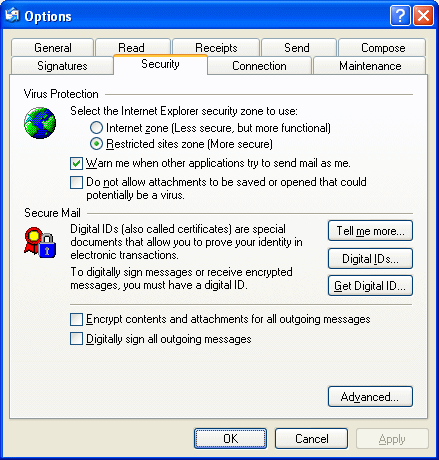 Options
General Read Receipts Send Compose
Signatures Security Connection Maintenance
Virus Protection
Select the Internet Explorer security zone to use:
Internet zone (Less secure, but more functional)
Restricted sites zone (More secure)
Warn me when other applications try to send mail as me.
Do not allow attachments to be saved or opened that could
potentially be a virus.
Secure Mail
Digital IDs (also called certificates) are special
documents that allow you to prove your identity in
electronic transactions.
Tell me more...
To digitally sign messages or receive encrypted
messages, you must have a digital ID.
Digital IDs...
Get Digital ID...
Encrypt contents and attachments for all outgoing messages
Digitally sign all outgoing messages
Advanced...
OK Cancel Apply